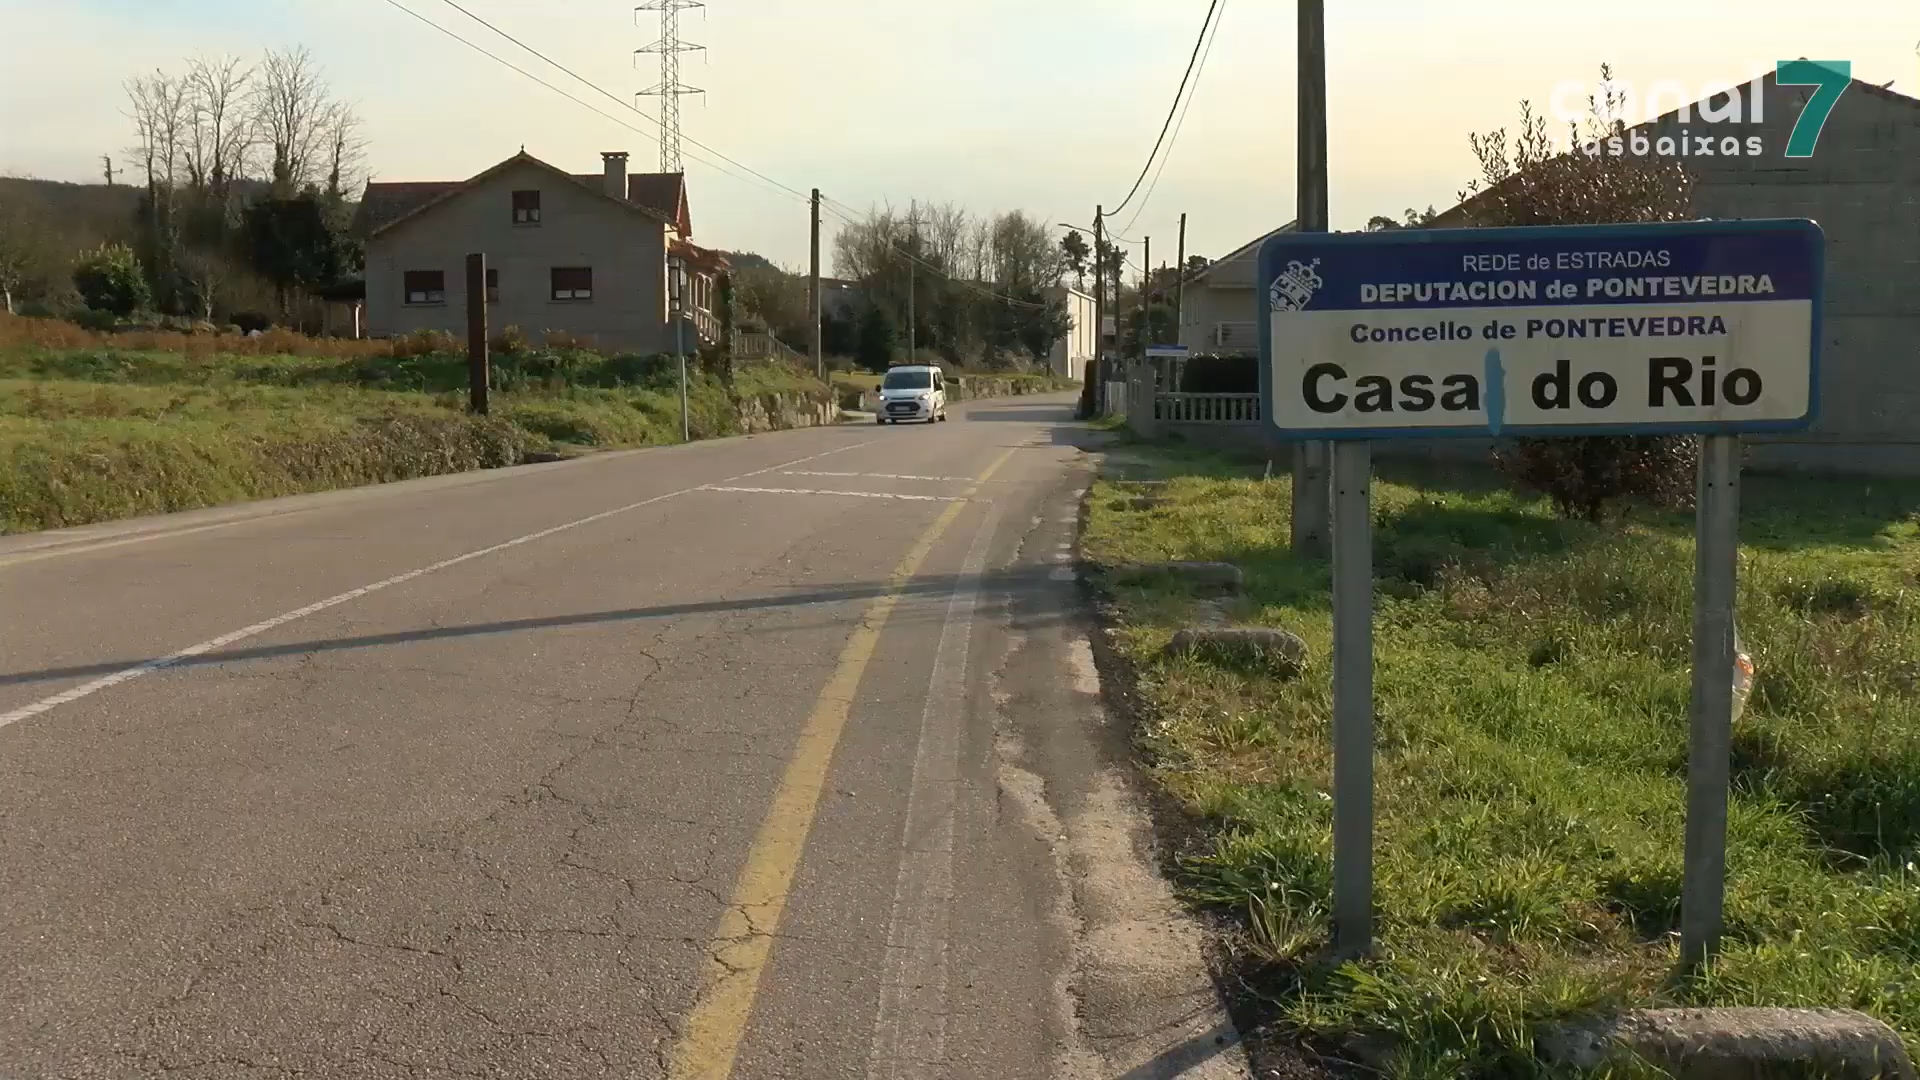 canal 7
riasbaixas
REDE de ESTRADAS
DEPUTACION de PONTEVEDRA
Concello de PONTEVEDRA
Casa do Rio